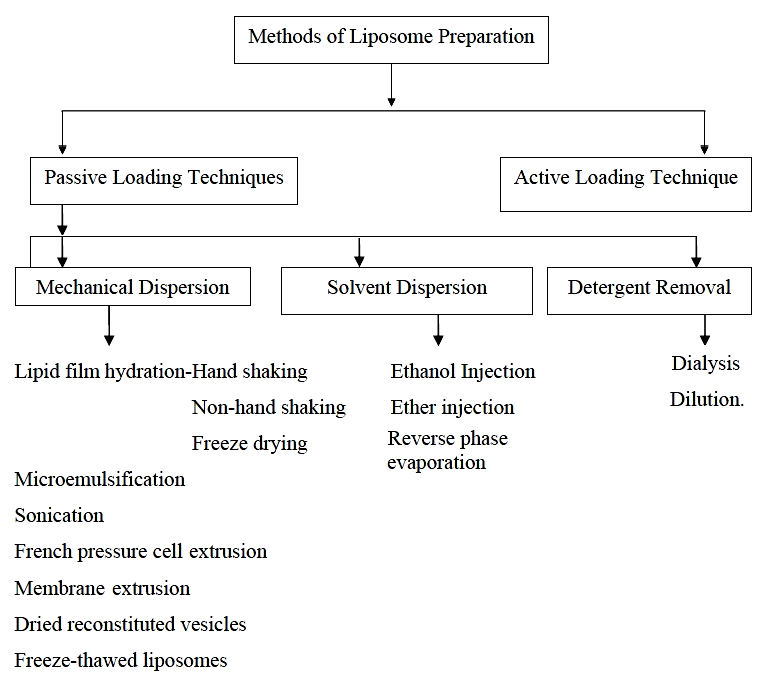 Methods of Liposome Preparation
Passive Loading Techniques
Active Loading Technique
Mechanical Dispersion
Solvent Dispersion
Detergent Removal
Lipid film hydration-Hand shaking
Non-hand shaking
Freeze drying
Microemulsification
Sonication
French pressure cell extrusion
Membrane extrusion
Dried reconstituted vesicles
Freeze-thawed liposomes
Ethanol Injection
Ether injection
Reverse phase
evaporation
Dialysis
Dilution.